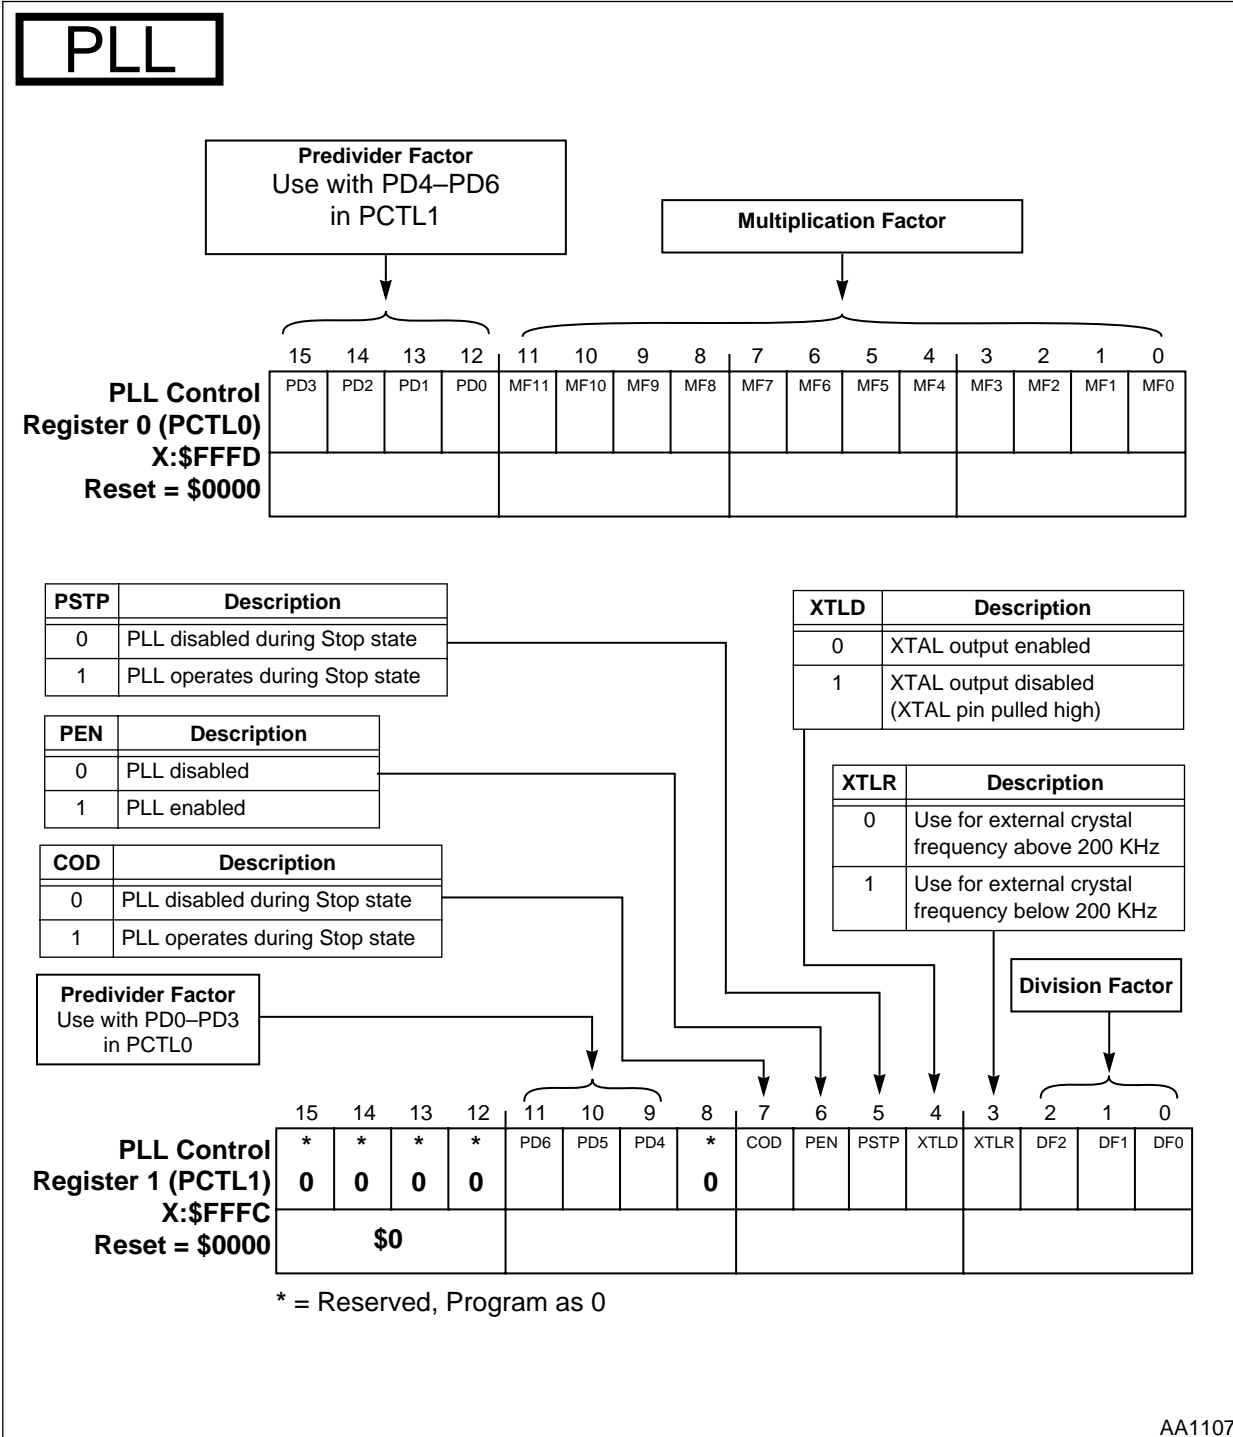 PLL
Predivider Factor
Use with PD4–PD6
in PCTL1
Multiplication Factor
15 14 13 12 11 10 9 8 7 6 5 4 3 2 1 0
PD3 PD2 PD1 PD0 MF11 MF10 MF9 MF8 MF7 MF6 MF5 MF4 MF3 MF2 MF1 MF0
PLL Control
Register 0 (PCTL0)
X:$FFFD
Reset = $0000
PSTP Description
0 PLL disabled during Stop state
1 PLL operates during Stop state
XTLD Description
0 XTAL output enabled
1 XTAL output disabled
(XTAL pin pulled high)
PEN Description
0 PLL disabled
1 PLL enabled
XTLR Description
0 Use for external crystal
frequency above 200 KHz
1 Use for external crystal
frequency below 200 KHz
COD Description
0 PLL disabled during Stop state
1 PLL operates during Stop state
Predivider Factor
Use with PD0–PD3
in PCTL0
Division Factor
15 14 13 12 11 10 9 8 7 6 5 4 3 2 1 0
* * * * PD6 PD5 PD4 * COD PEN PSTP XTLD XTLR DF2 DF1 DF0
0 0 0 0 0
PLL Control
Register 1 (PCTL1)
X:$FFFC
Reset = $0000
$0
* = Reserved, Program as 0
AA1107